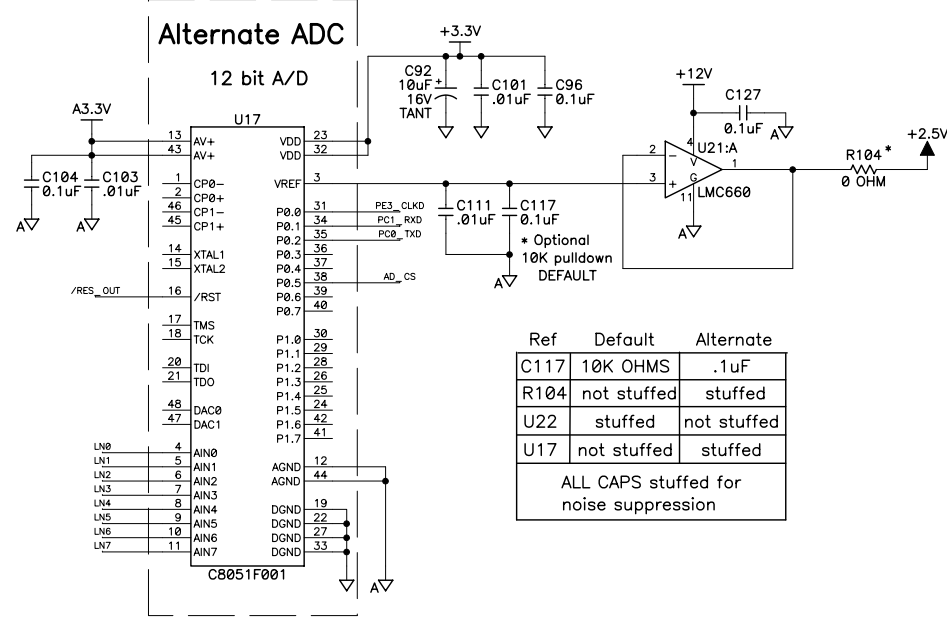 Alternate ADC
12 bit A/D
+3.3V
C92
10uF +
16V
TANT
C101
.01uF
C96
0.1uF
+12V
C127
0.1uF
A
+2.5V
A3.3V
C104
0.1uF
C103
.01uF
A
A
U17
13 AV+
43 AV+
1 CP0-
2 CP0+
46 CP1-
45 CP1+
14 XTAL1
15 XTAL2
/RES_OUT 16 /RST
17 TMS
18 TCK
20 TDI
21 TDO
48 DAC0
47 DAC1
LN0 4 AIN0
LN1 5 AIN1
LN2 6 AIN2
LN3 7 AIN3
LN4 8 AIN4
LN5 9 AIN5
LN6 10 AIN6
LN7 11 AIN7
VDD 23
VDD 32
VREF 3
P0.0 31 PE3_CLKD
P0.1 34 PC1_RXD
P0.2 35 PC0_TXD
P0.3 36
P0.4 37
P0.5 38 AD_CS
P0.6 39
P0.7 40
P1.0 30
P1.1 29
P1.2 28
P1.3 26
P1.4 25
P1.5 24
P1.6 42
P1.7 41
AGND 12
AGND 44
DGND 19
DGND 22
DGND 27
DGND 33
C8051F001
A
C111
.01uF
C117
0.1uF
* Optional
10K pulldown
DEFAULT
A
2 -
3 +
4
V
G
11
1
U21:A
LMC660
A
R104 *
0 OHM
Ref Default Alternate
C117 10K OHMS .1uF
R104 not stuffed stuffed
U22 stuffed not stuffed
U17 not stuffed stuffed
ALL CAPS stuffed for
noise suppression